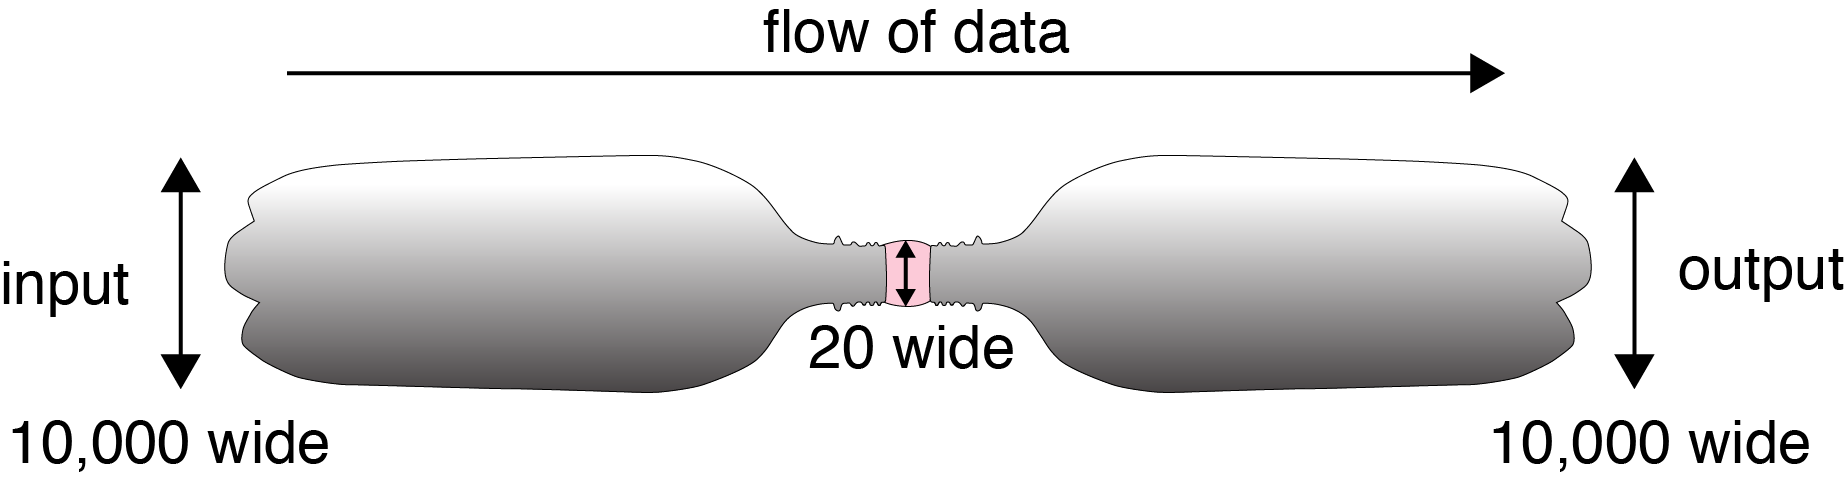 flow of data
input
output
20 wide
10,000 wide
10,000 wide